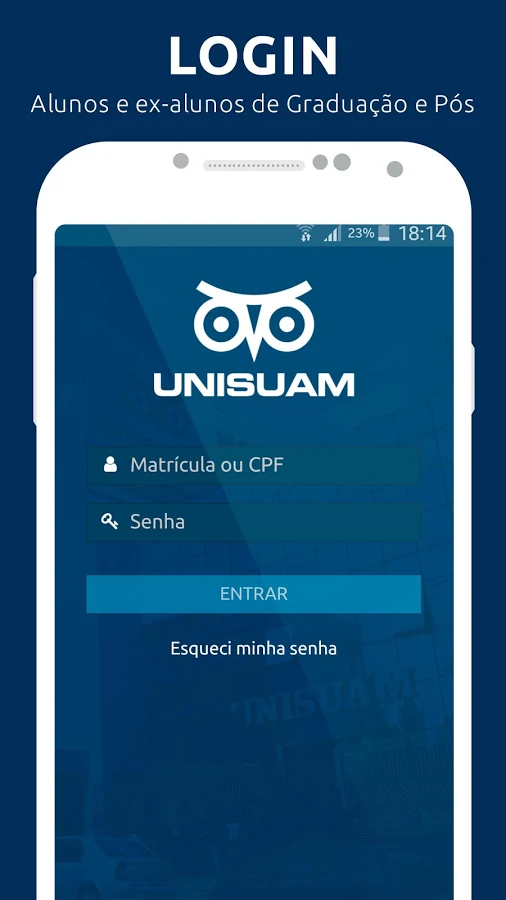 LOGIN
Alunos e ex-alunos de Graduação e Pós
23% 18:14
UNISUAM
Matrícula ou CPF
Senha
ENTRAR
Esqueci minha senha
UNISUAM